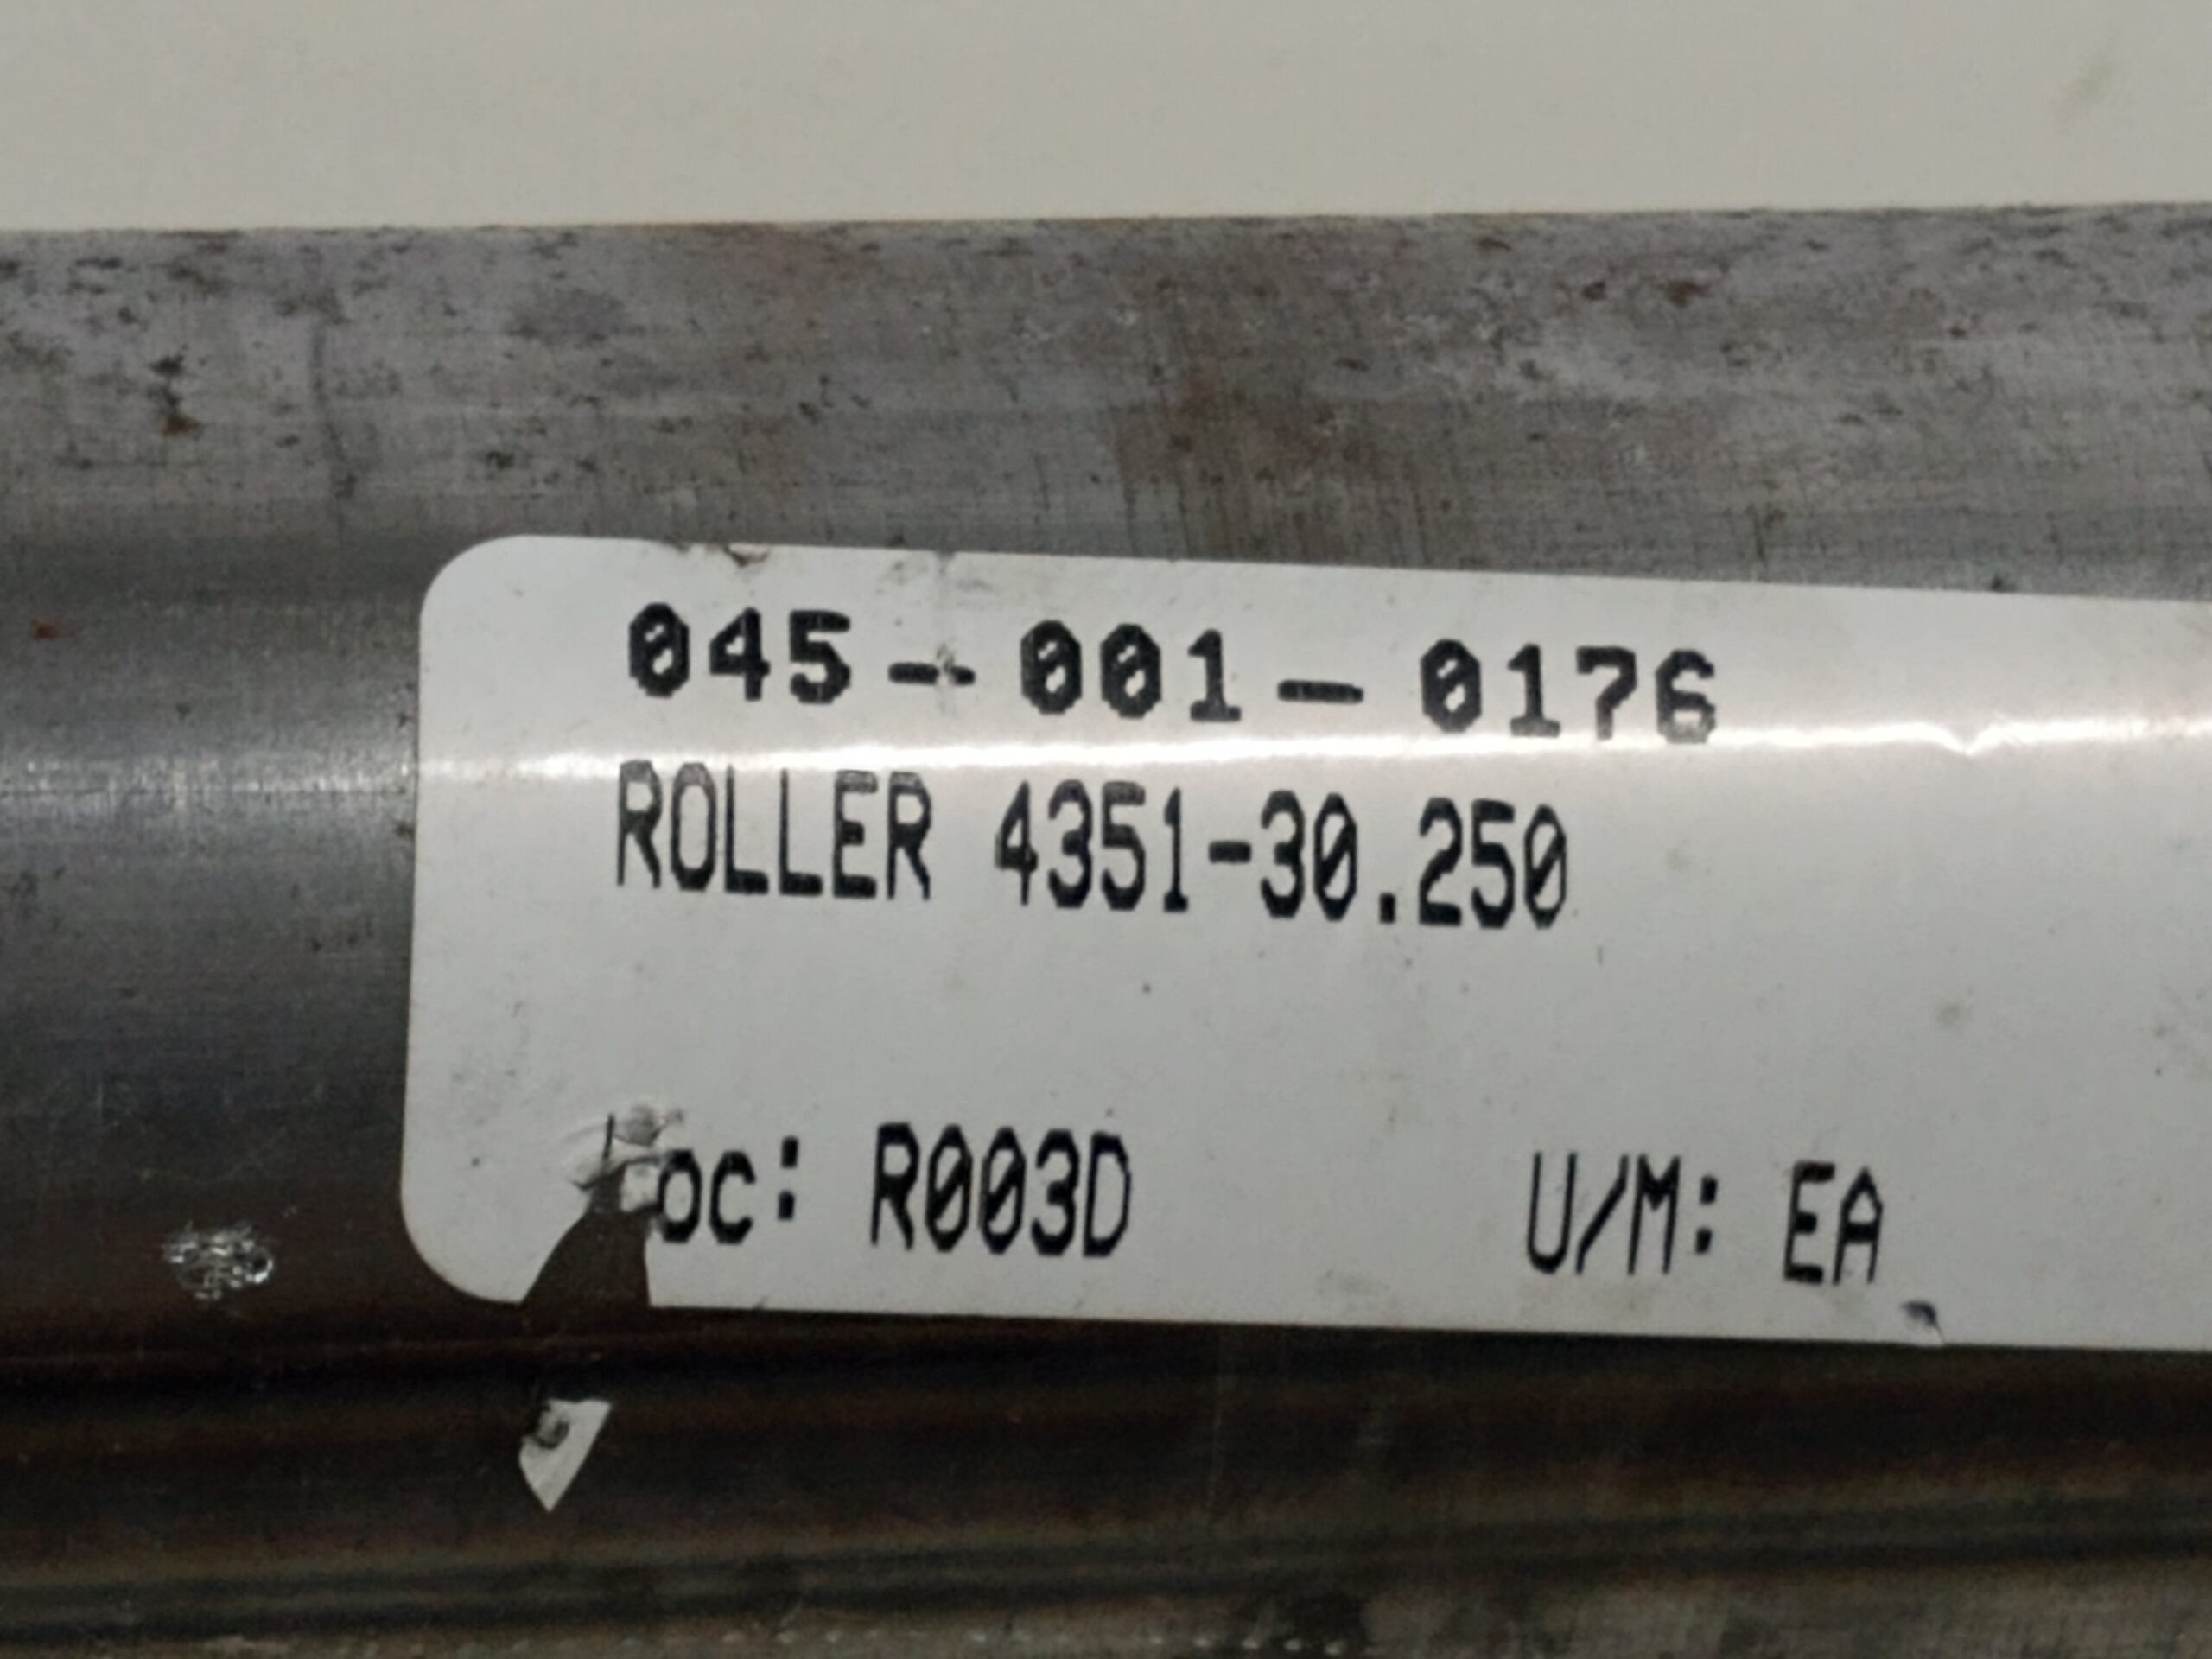 045-001-0176
ROLLER 4351-30.250
oc: R003D U/M: EA